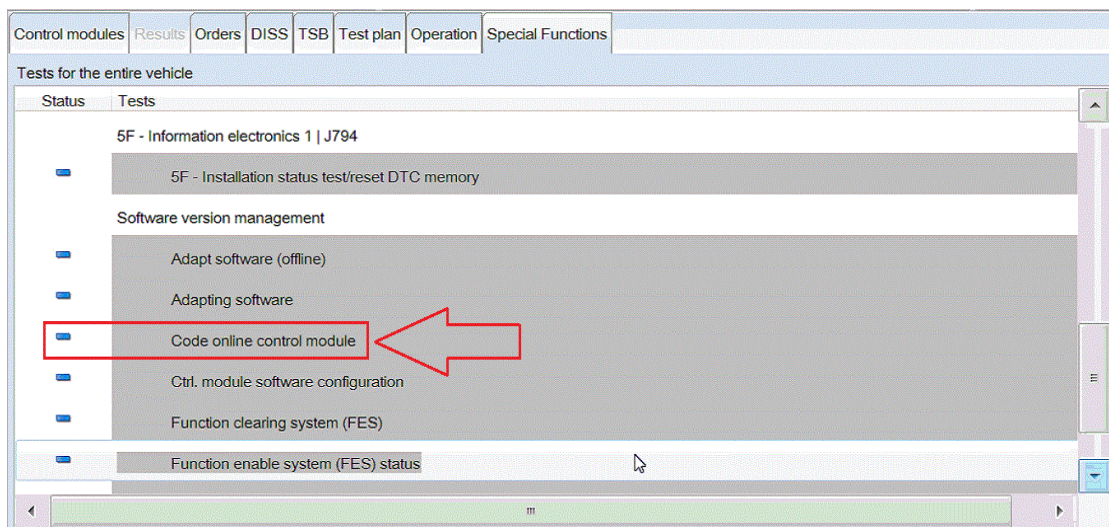 Control modules Results Orders DISS TSB Test plan Operation Special Functions
Tests for the entire vehicle
Status Tests
5F - Information electronics 1 | J794
5F - Installation status test/reset DTC memory
Software version management
Adapt software (offline)
Adapting software
Code online control module
Ctrl. module software configuration
Function clearing system (FES)
Function enable system (FES) status